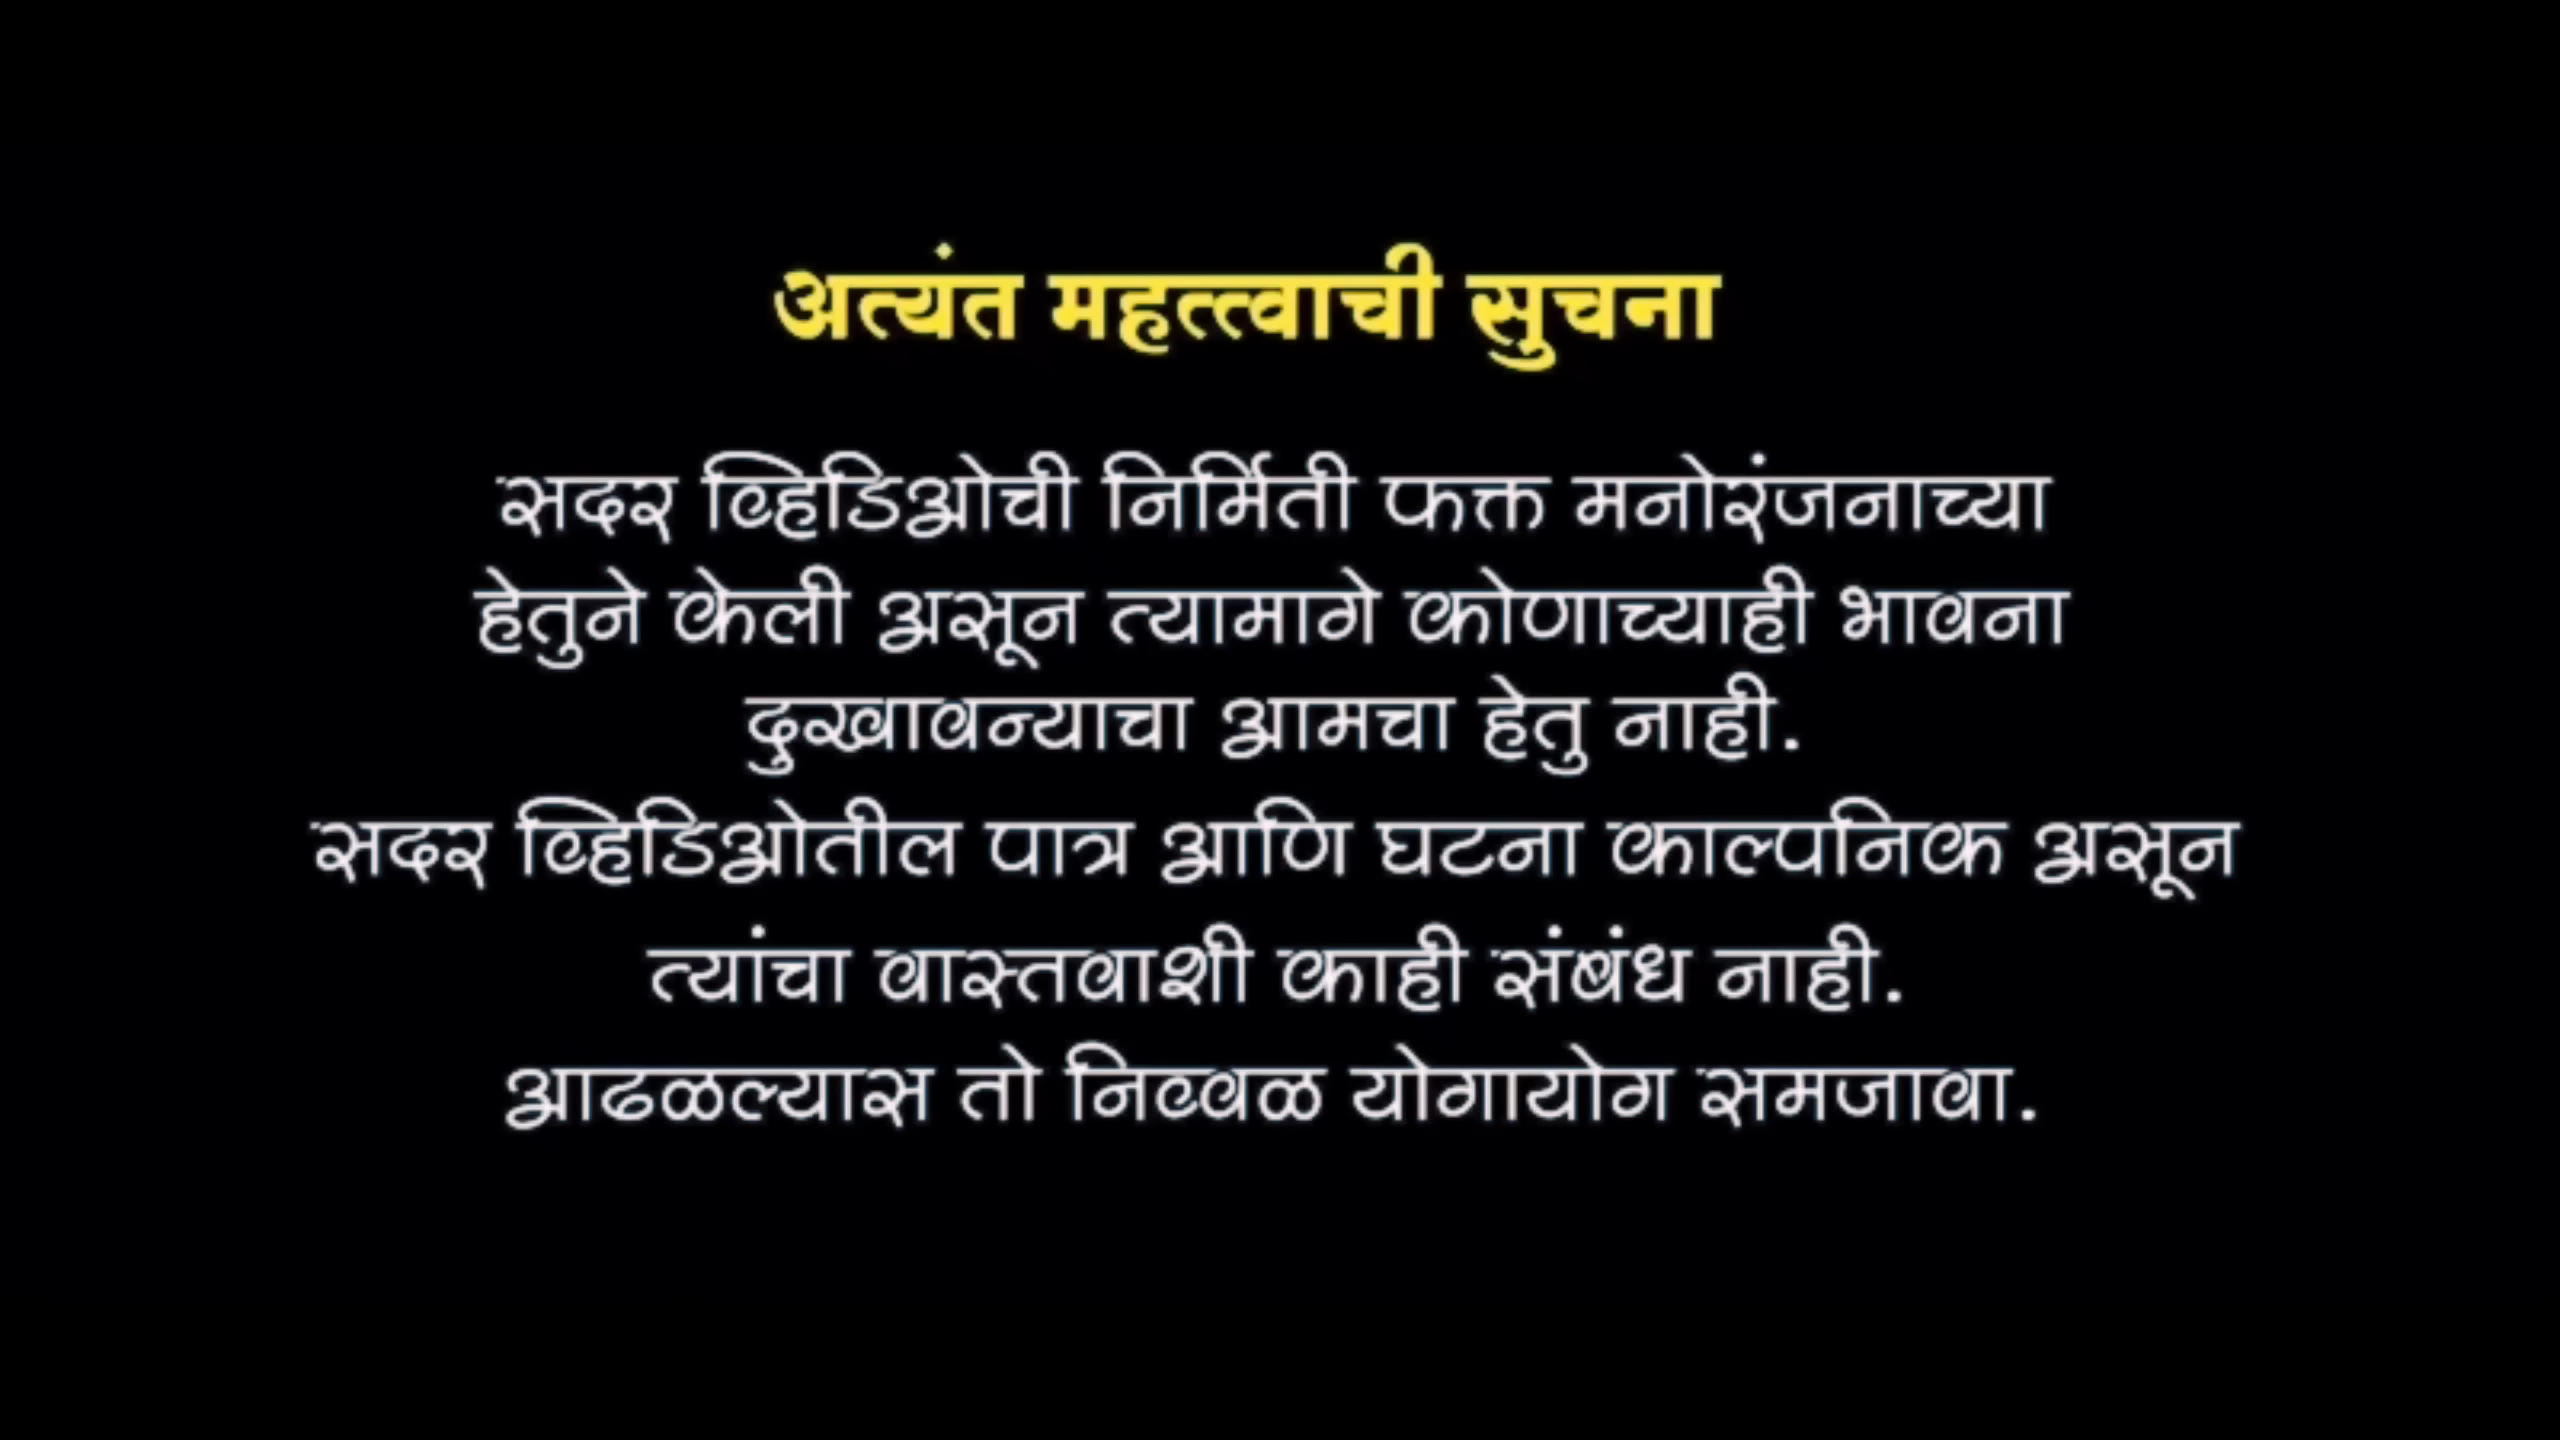 अत्यंत महत्त्वाची सुचना
सदर व्हिडिओची निर्मिती फक्त मनोरंजनाच्या
हेतुने केली असून त्यामागे कोणाच्याही भावना
दुखावन्याचा आमचा हेतु नाही.
सदर व्हिडिओतील पात्र आणि घटना काल्पनिक असून
त्यांचा वास्तवाशी काही संबंध नाही.
आढळल्यास तो निव्वळ योगायोग समजावा.